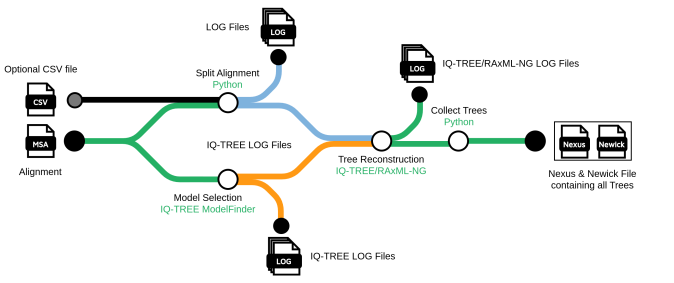 LOG Files
LOG
LOG
IQ-TREE/RAxML-NG LOG Files
Optional CSV file
Split Alignment
Python
CSV
Collect Trees
Python
MSA
IQ-TREE LOG Files
Nexus
Newick
Alignment
Tree Reconstruction
IQ-TREE/RAxML-NG
Nexus & Newick File
containing all Trees
Model Selection
IQ-TREE ModelFinder
LOG
IQ-TREE LOG Files